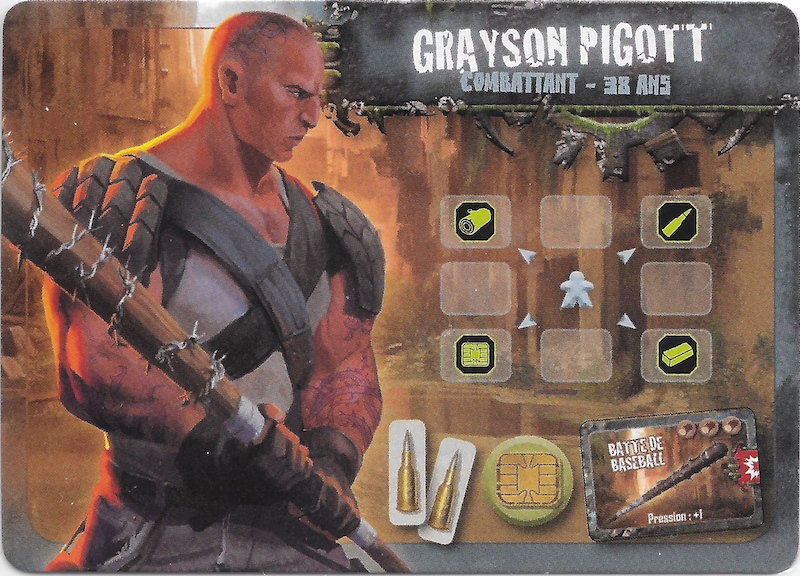 GRAYSON PIGOTT
COMBATTANT - 38 ANS
BATTE DE
BASEBALL
Pression : +1